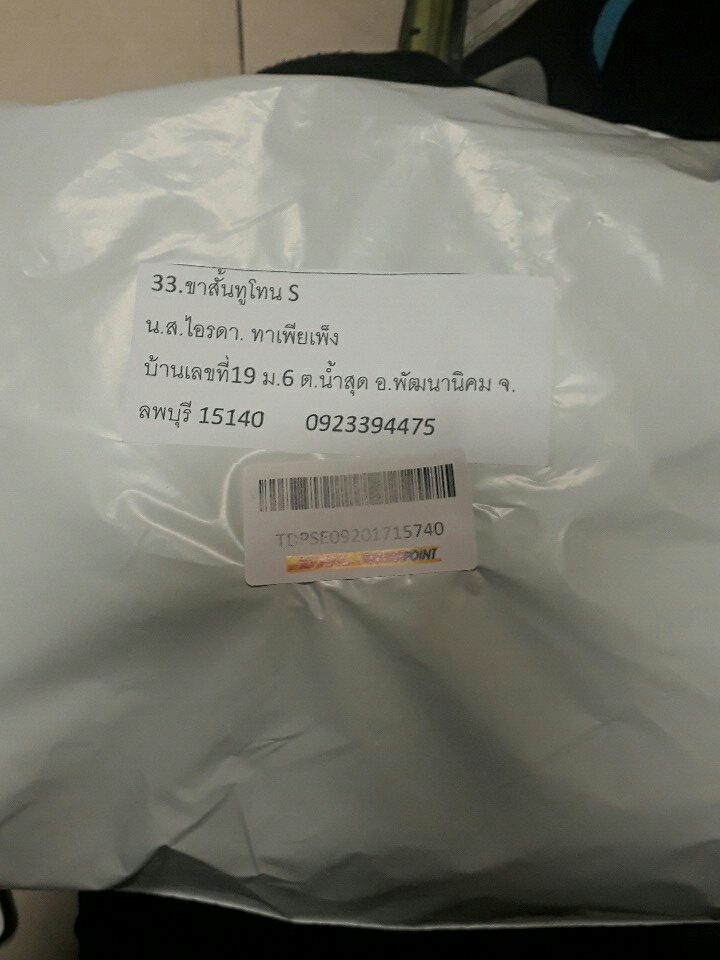 33.ขาสั้นทูโทน S
น.ส.ไอรดา. ทาเพียเพ็ง
บ้านเลขที่19 ม.6 ต.น้ำสุด อ.พัฒนานิคม จ.
ลพบุรี 15140 0923394475
TDPSE09201715740